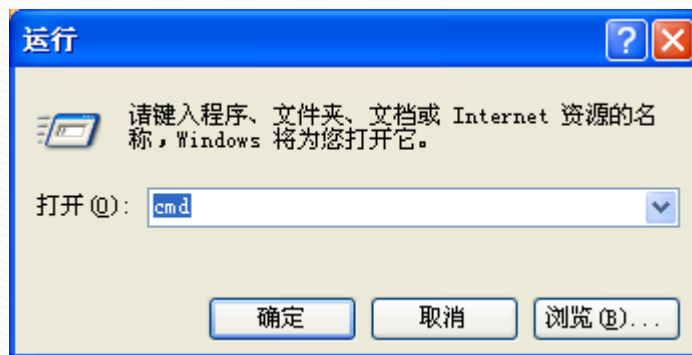 运行
请键入程序、文件夹、文档或 Internet 资源的名
称，Windows 将为您打开它。
打开(O): cmd
确定 取消 浏览(B)...